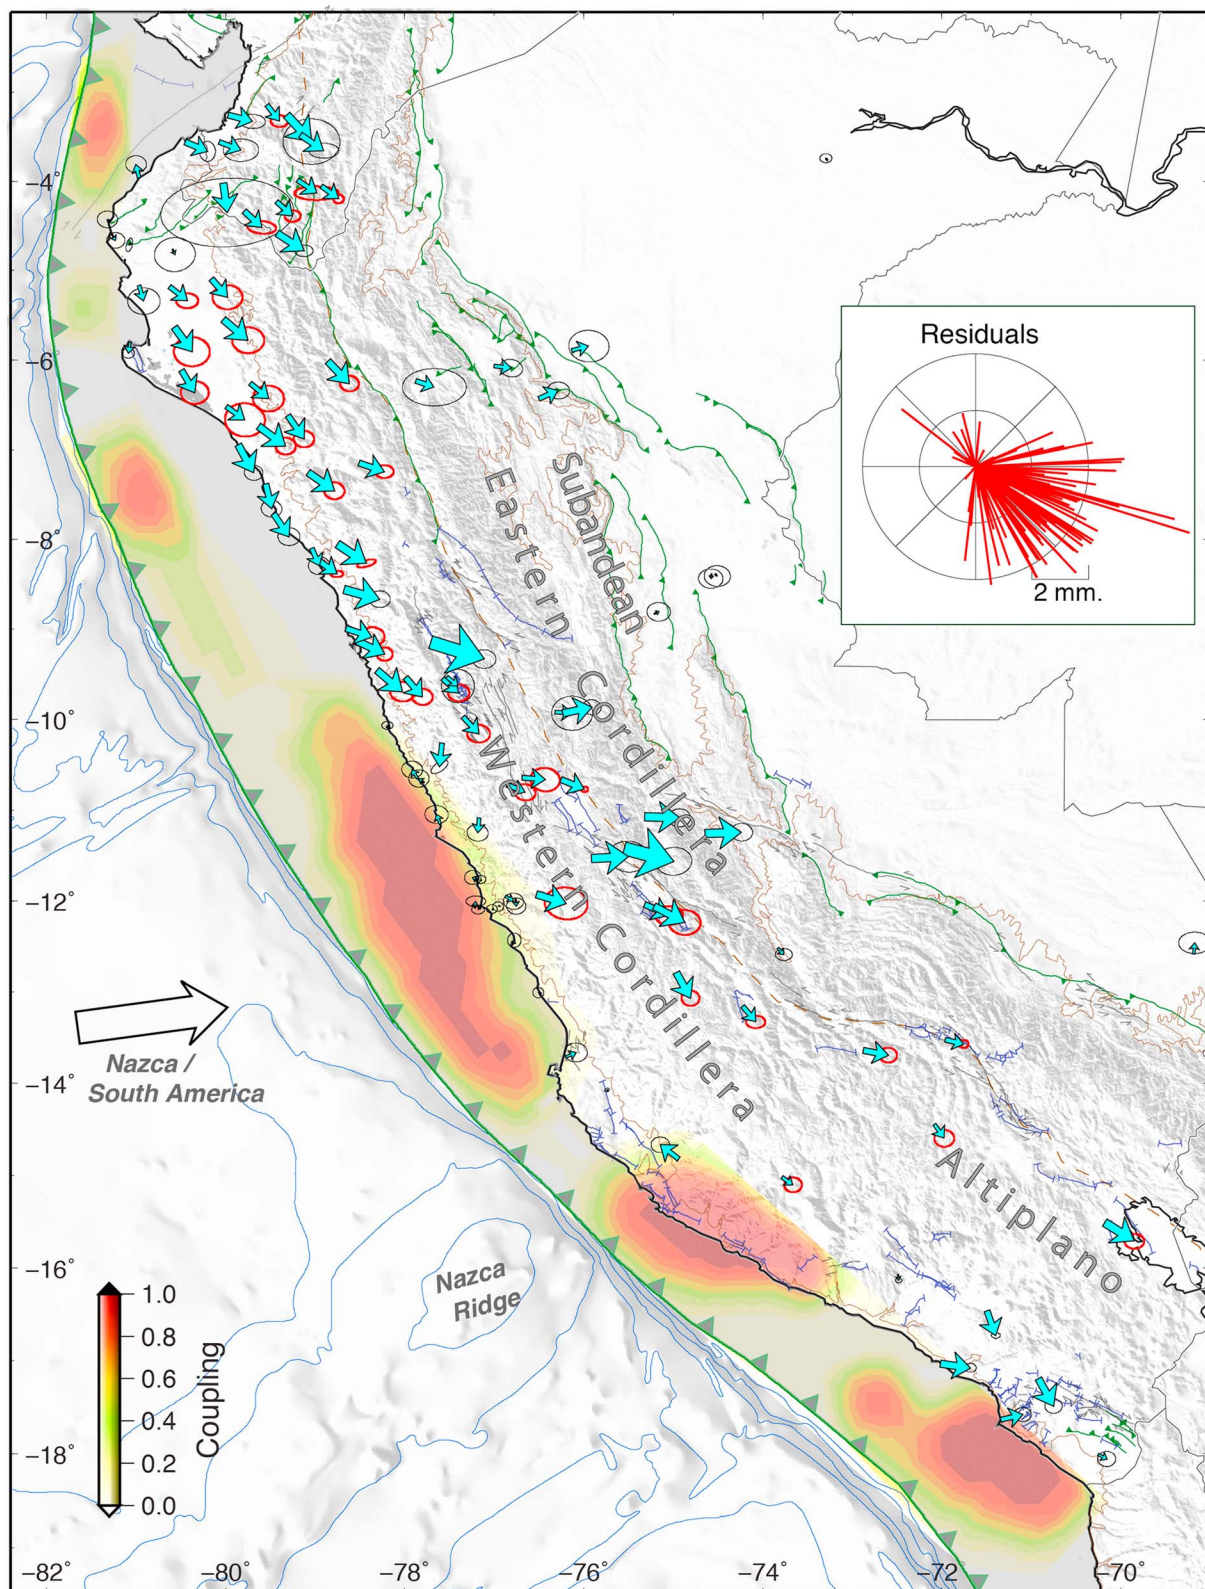 −4°
−6°
−8°
−10°
−12°
−14°
−16°
−18°
−82°
−80°
−78°
−76°
−74°
−72°
−70°
Residuals
2 mm.
Subandean
Eastern Cordillera
Western Cordillera
Altiplano
Nazca /
South America
Nazca
Ridge
1.0
0.8
0.6
0.4
0.2
0.0
Coupling